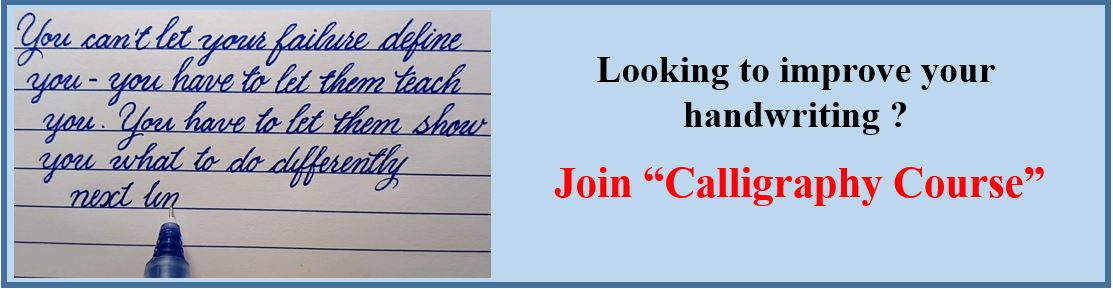 You can't let your failure define
you - you have to let them teach
you. You have to let them show
you what to do differently
next
Looking to improve your
handwriting ?
Join “Calligraphy Course”